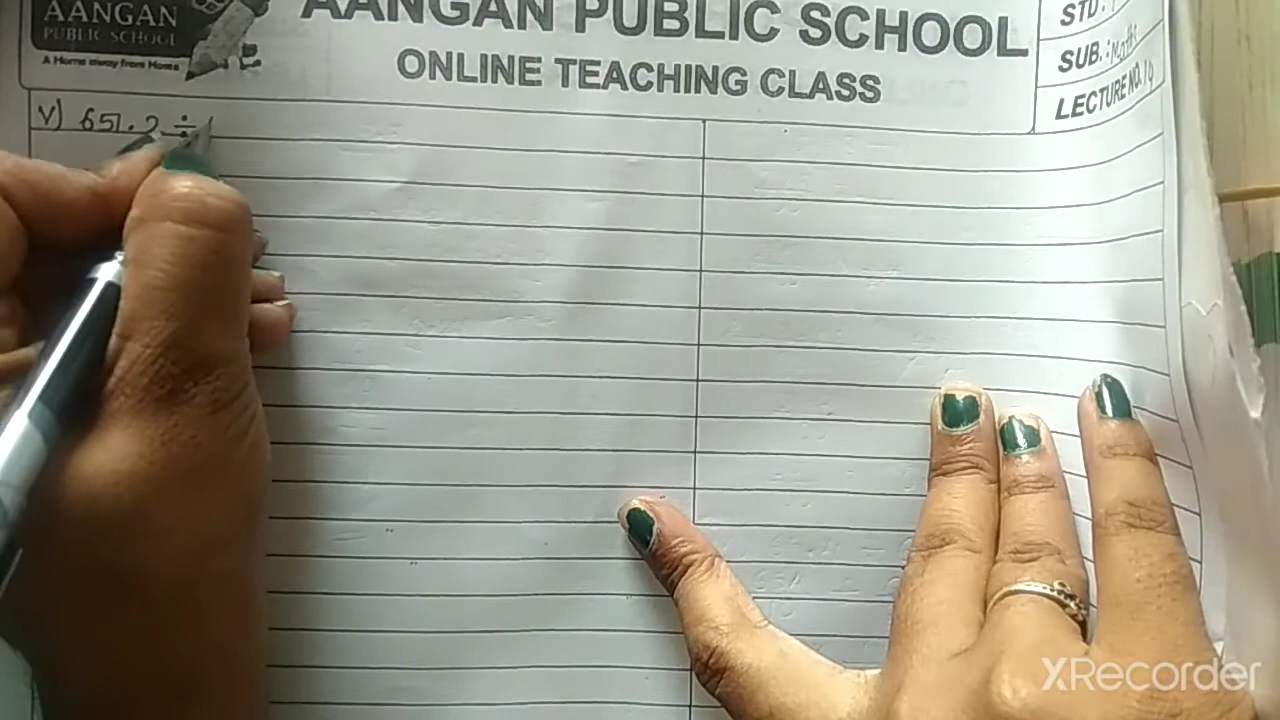 AANGAN
PUBLIC SCHOOL
A Home away from Home
AANGAN PUBLIC SCHOOL
ONLINE TEACHING CLASS
STD.
SUB.: Maths
LECTURE NO. 19
v) 651.2 ÷
XRecorder